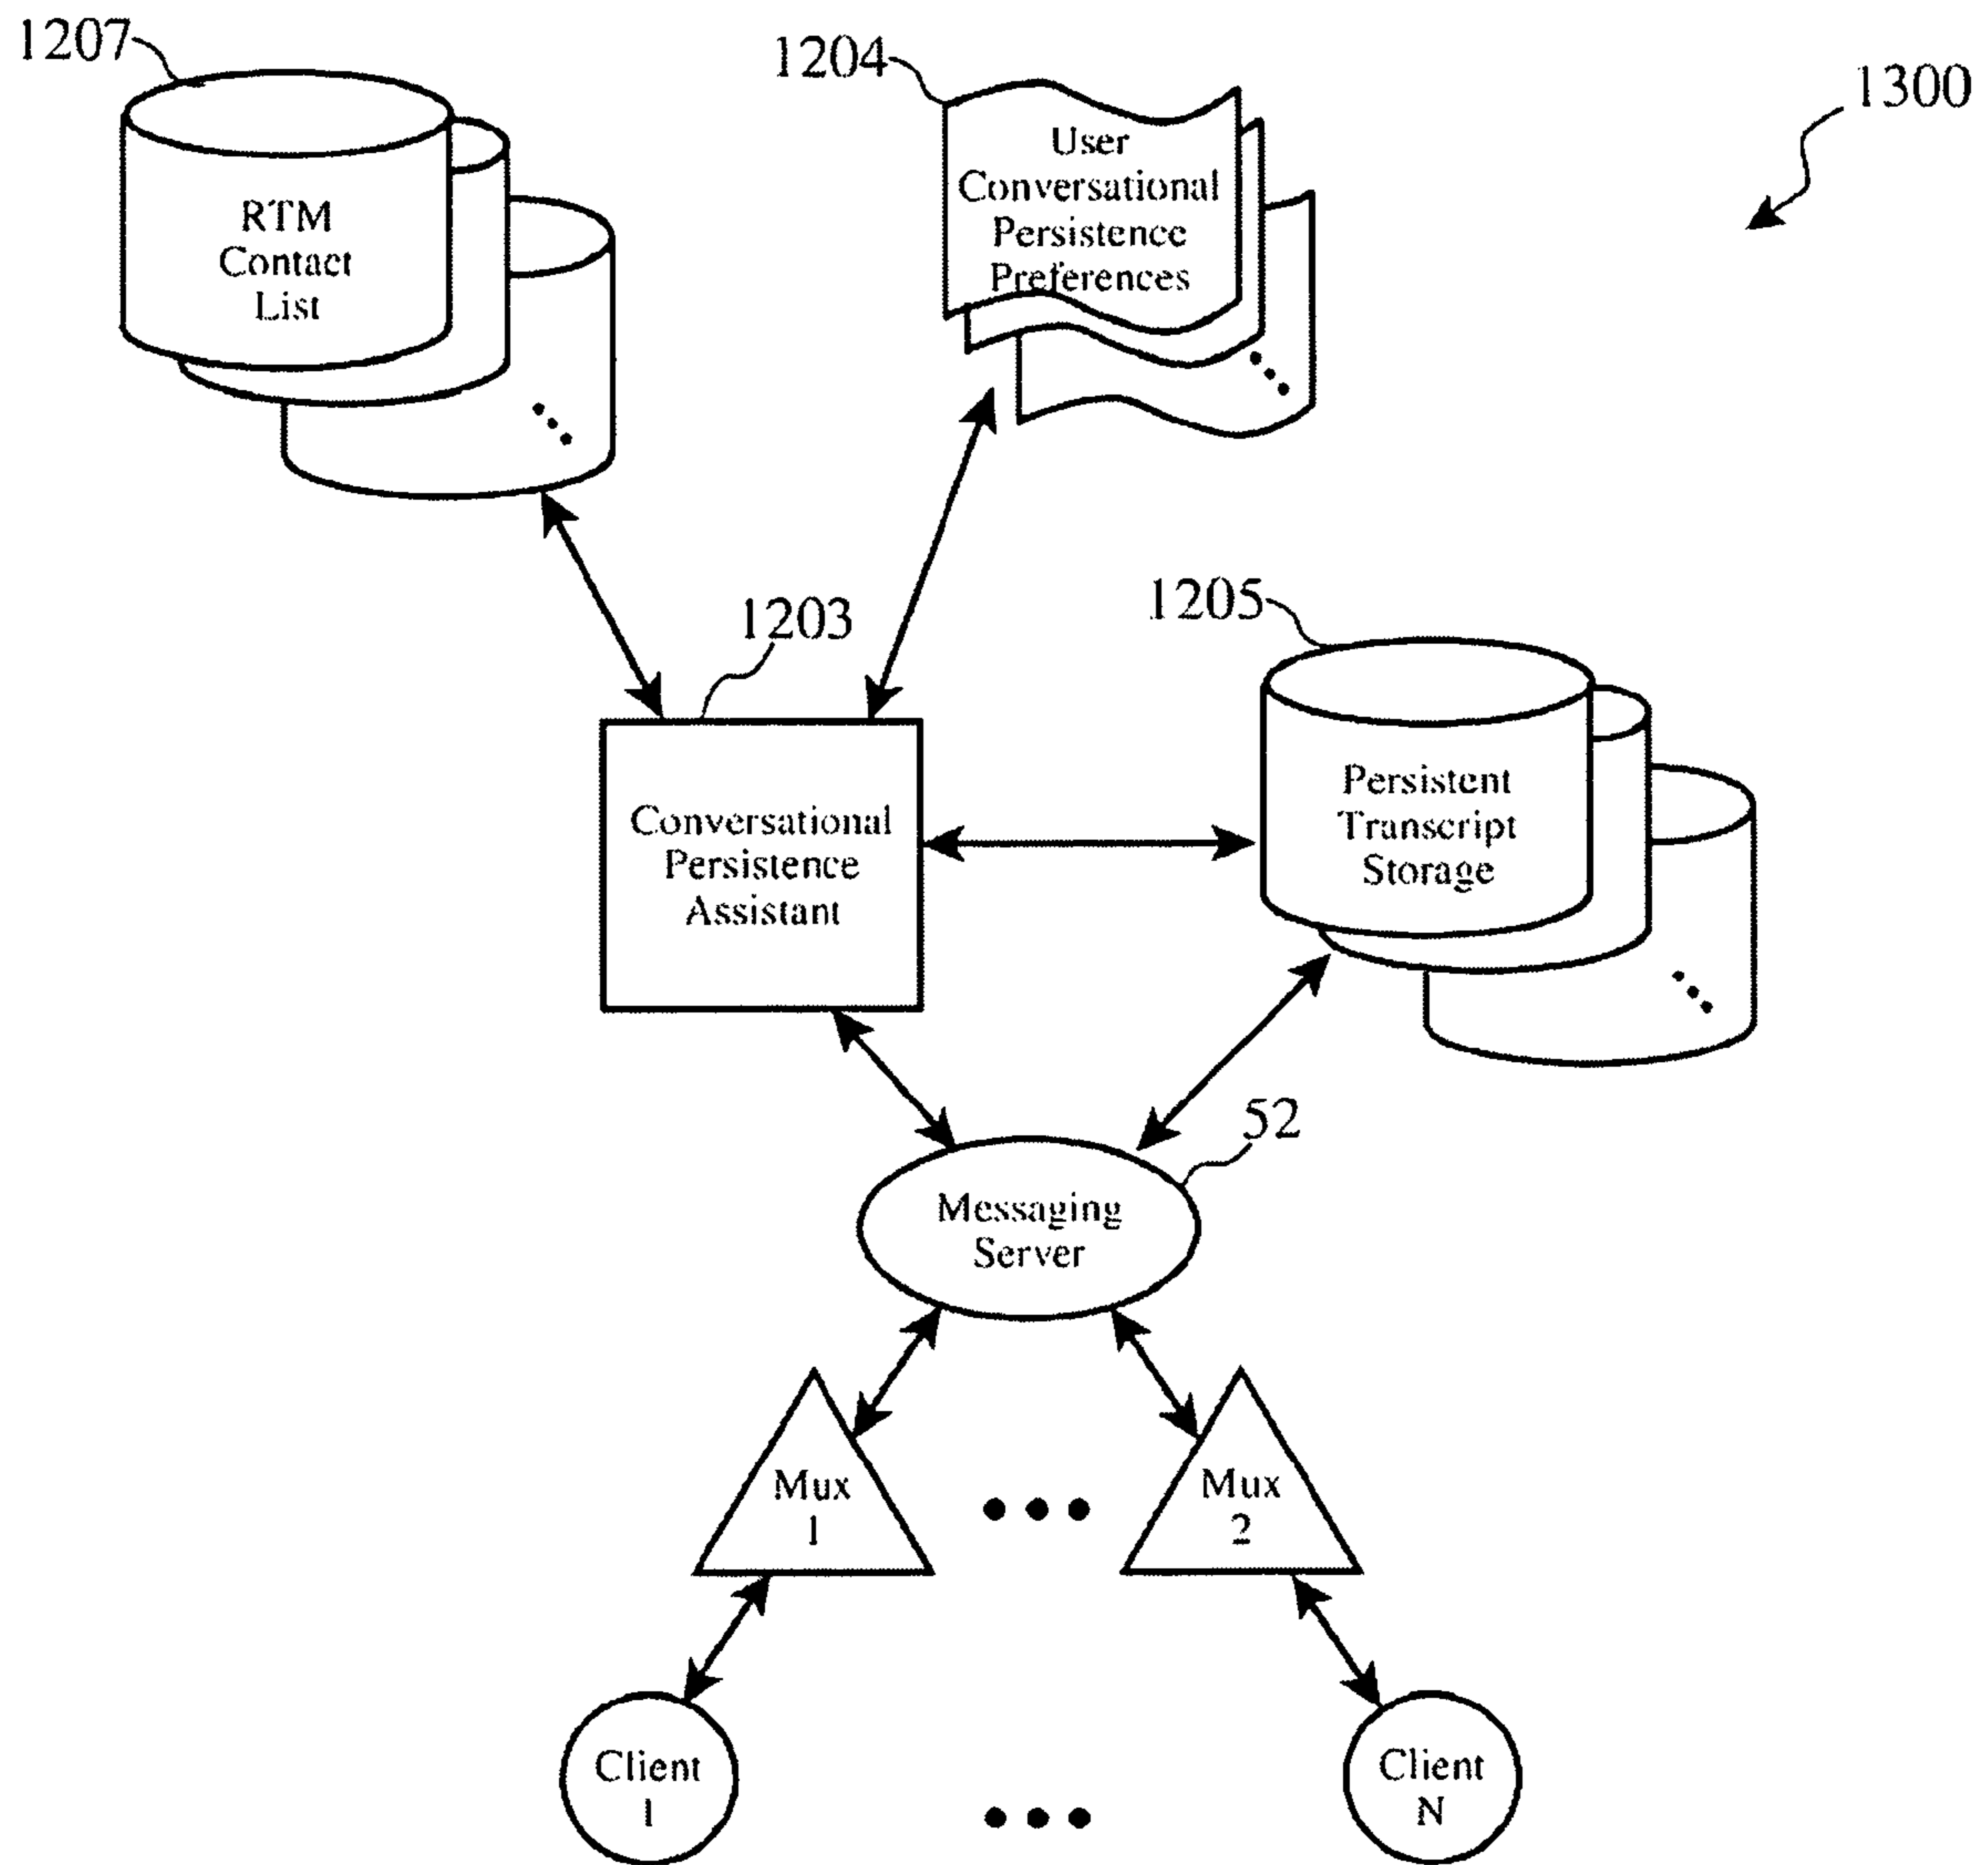 1207
1204
1300
RTM
Contact
List
User
Conversational
Persistence
Preferences
1203
1205
Conversational
Persistence
Assistant
Persistent
Transcript
Storage
52
Messaging
Server
Mux
1
Mux
2
Client
1
Client
N